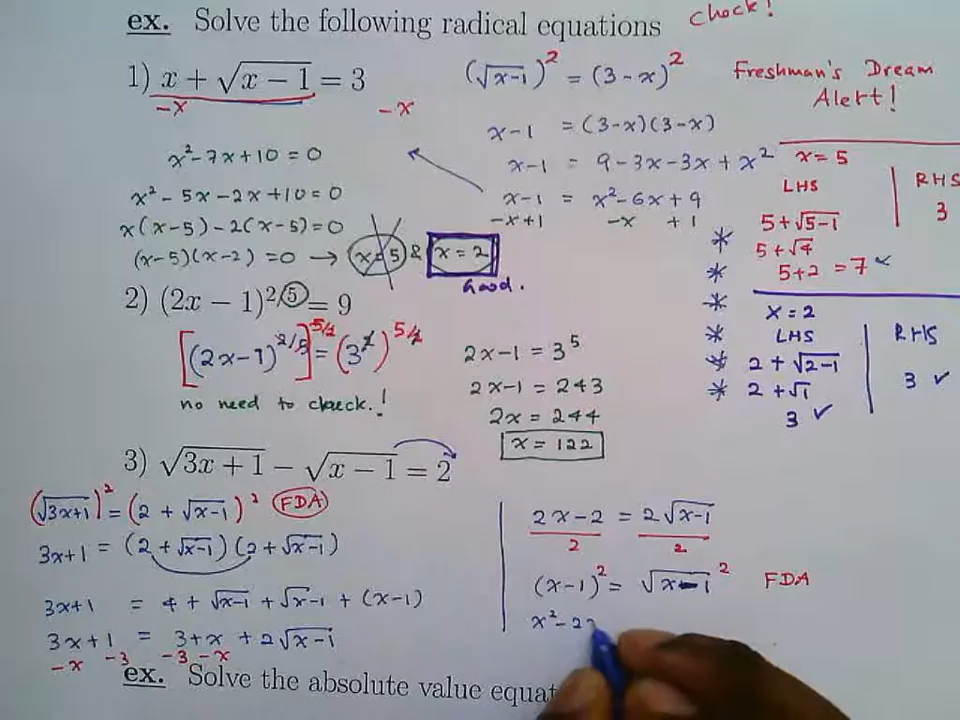 check!
ex. Solve the following radical equations
1) x + √(x − 1) = 3
−x −x
x² − 7x + 10 = 0
x² − 5x − 2x + 10 = 0
x(x−5) − 2(x−5) = 0
(x−5)(x−2) = 0 → x=5 & x=2
Good.
(√(x−1))² = (3−x)²
x−1 = (3−x)(3−x)
x−1 = 9−3x−3x+x²
x−1 = x²−6x+9
−x+1 −x +1
Freshman's Dream
Alert!
x=5
LHS RHS
5+√(5−1) 3
5+√4
5+2 = 7 ×
x=2
LHS RHS
2+√(2−1) 3 ✓
2+√1
3 ✓
2) (2x − 1)^(2/5) = 9
[(2x−1)^(2/5)]^(5/2) = (3²)^(5/2)
no need to check.!
2x−1 = 3⁵
2x−1 = 243
2x = 244
x = 122
3) √(3x + 1) − √(x − 1) = 2
(√(3x+1))² = (2 + √(x−1))² FDA
3x+1 = (2+√(x−1))(2+√(x−1))
3x+1 = 4 + √(x−1) + √(x−1) + (x−1)
3x+1 = 3+x + 2√(x−1)
−x −3 −3 −x
2x−2 = 2√(x−1)
2 2
(x−1)² = √(x−1)² FDA
x²−2
ex. Solve the absolute value equat